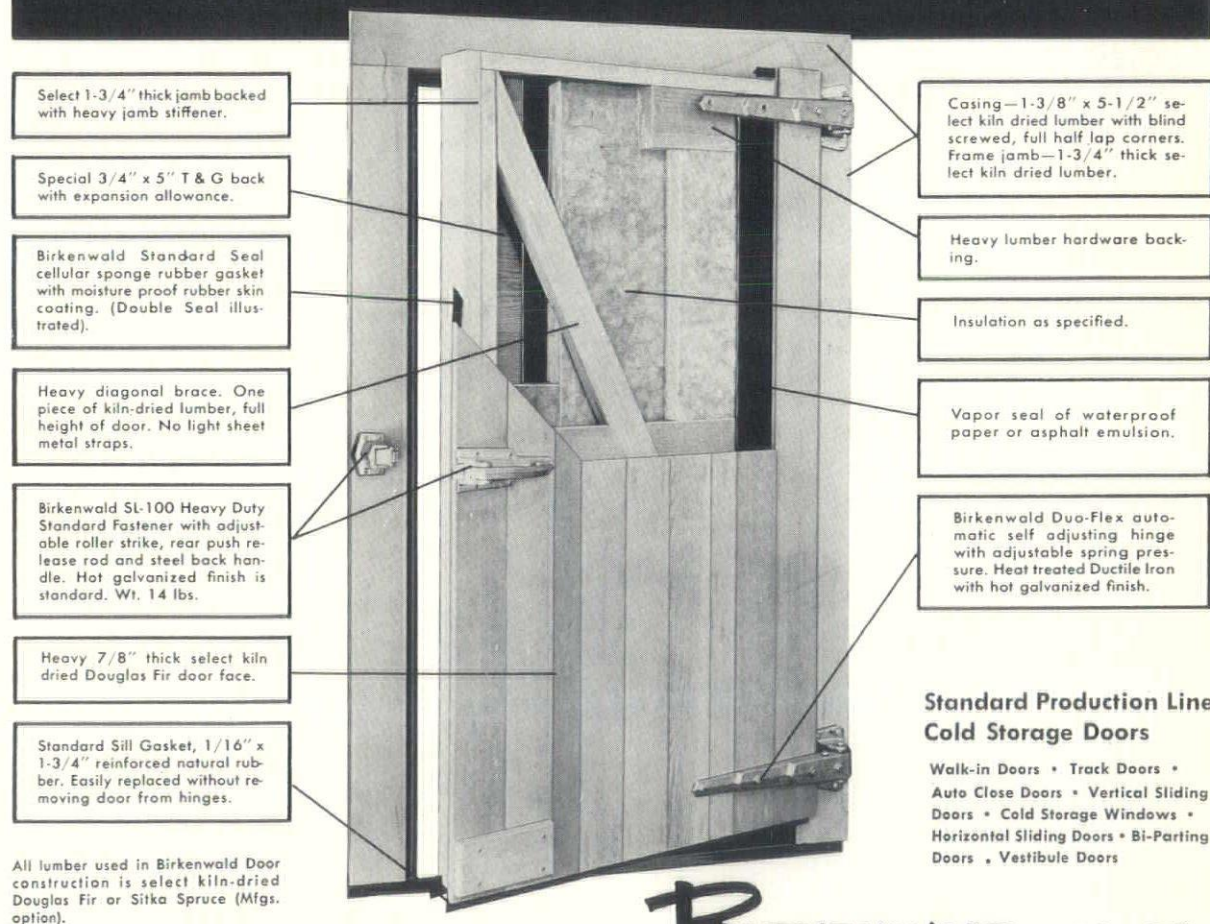 Select 1-3/4" thick jamb backed
with heavy jamb stiffener.
Special 3/4" x 5" T & G back
with expansion allowance.
Birkenwald Standard Seal
cellular sponge rubber gasket
with moisture proof rubber skin
coating. (Double Seal illus-
trated).
Heavy diagonal brace. One
piece of kiln-dried lumber, full
height of door. No light sheet
metal straps.
Birkenwald SL-100 Heavy Duty
Standard Fastener with adjust-
able roller strike, rear push re-
lease rod and steel back han-
dle. Hot galvanized finish is
standard. Wt. 14 lbs.
Heavy 7/8" thick select kiln
dried Douglas Fir door face.
Standard Sill Gasket, 1/16" x
1-3/4" reinforced natural rub-
ber. Easily replaced without re-
moving door from hinges.
All lumber used in Birkenwald Door
construction is select kiln-dried
Douglas Fir or Sitka Spruce (Mfgs.
option).
Casing—1-3/8" x 5-1/2" se-
lect kiln dried lumber with blind
screwed, full half lap corners.
Frame jamb—1-3/4" thick se-
lect kiln dried lumber.
Heavy lumber hardware back-
ing.
Insulation as specified.
Vapor seal of waterproof
paper or asphalt emulsion.
Birkenwald Duo-Flex auto-
matic self adjusting hinge
with adjustable spring pres-
sure. Heat treated Ductile Iron
with hot galvanized finish.
Standard Production Line
Cold Storage Doors
Walk-in Doors • Track Doors •
Auto Close Doors • Vertical Sliding
Doors • Cold Storage Windows •
Horizontal Sliding Doors • Bi-Parting
Doors • Vestibule Doors